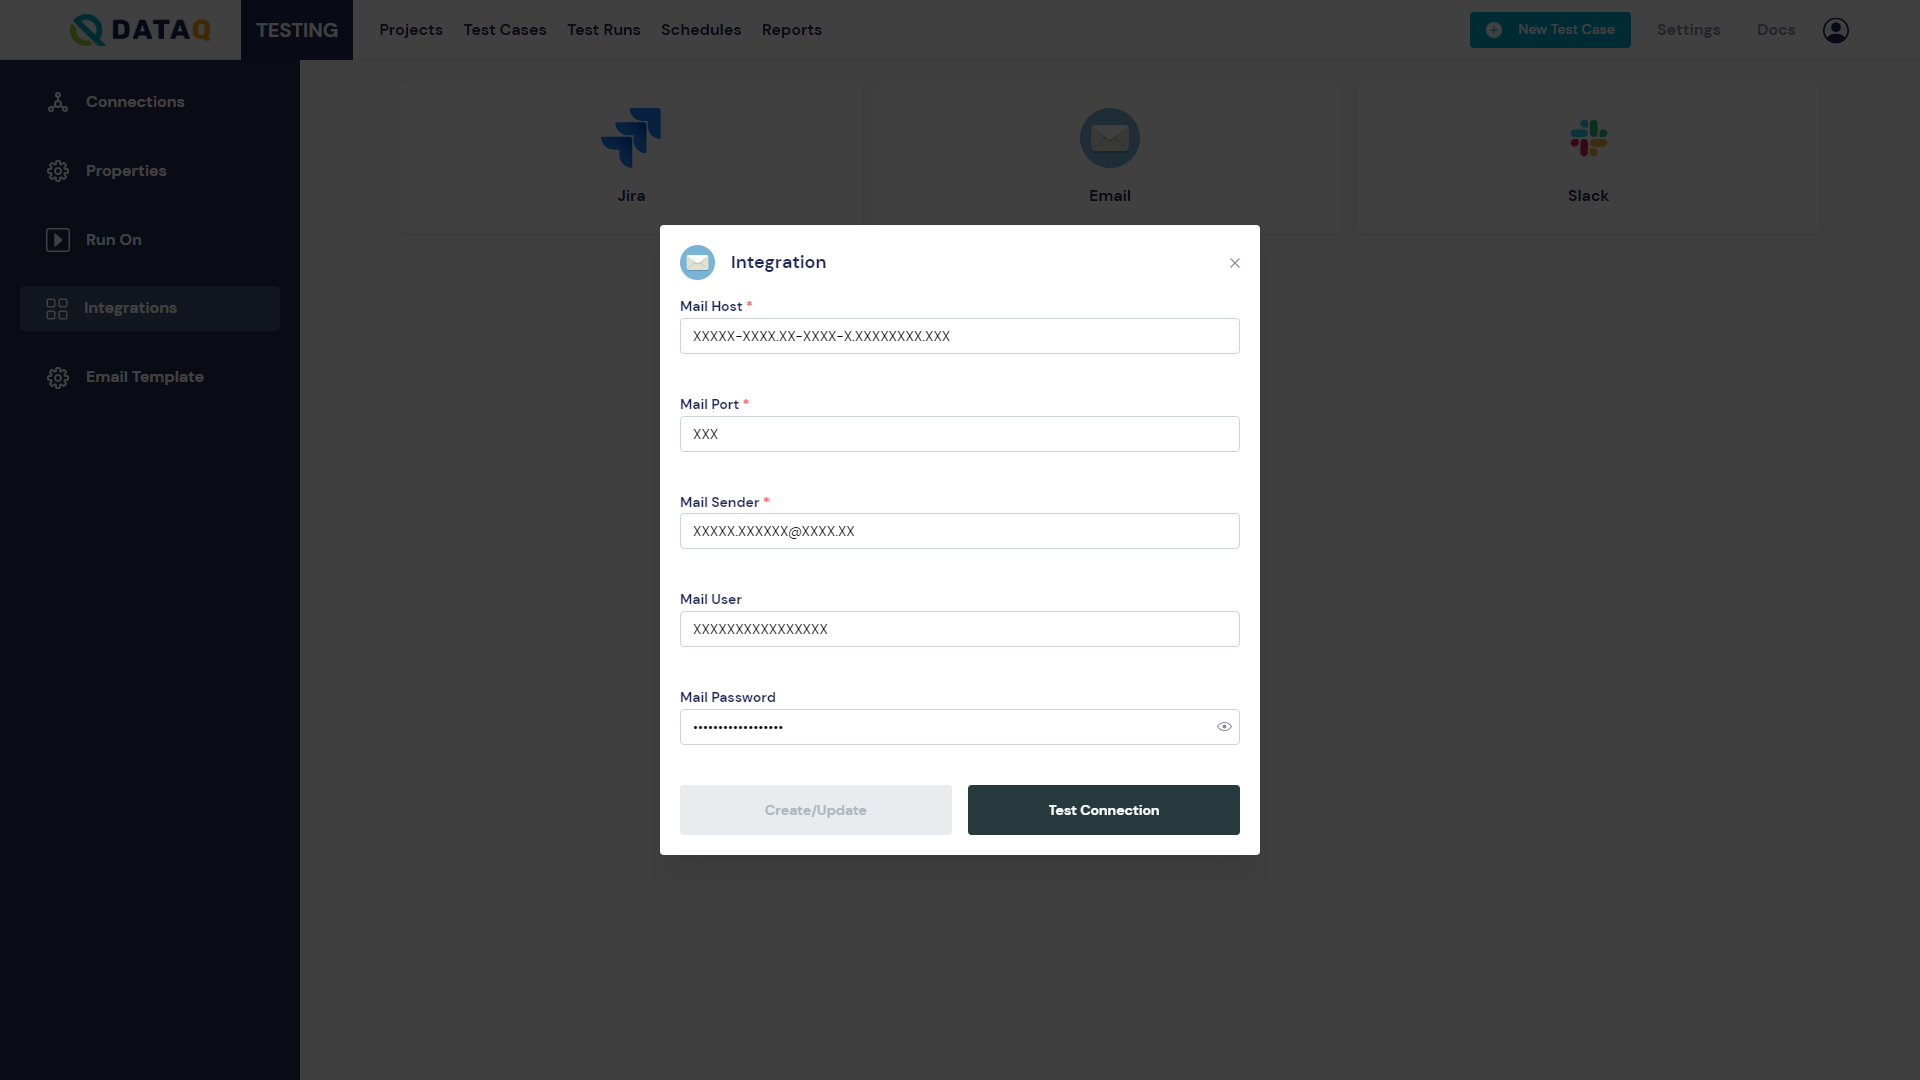 DATAQ
TESTING
Projects
Test Cases
Test Runs
Schedules
Reports
New Test Case
Settings
Docs
Connections
Properties
Run On
Integrations
Email Template
Jira
Email
Slack
Integration
Mail Host *
XXXXX-XXXX.XX-XXXX-X.XXXXXXXX.XXX
Mail Port *
XXX
Mail Sender *
XXXXX.XXXXXX@XXXX.XX
Mail User
XXXXXXXXXXXXXXXX
Mail Password
••••••••••••••••••
Create/Update
Test Connection